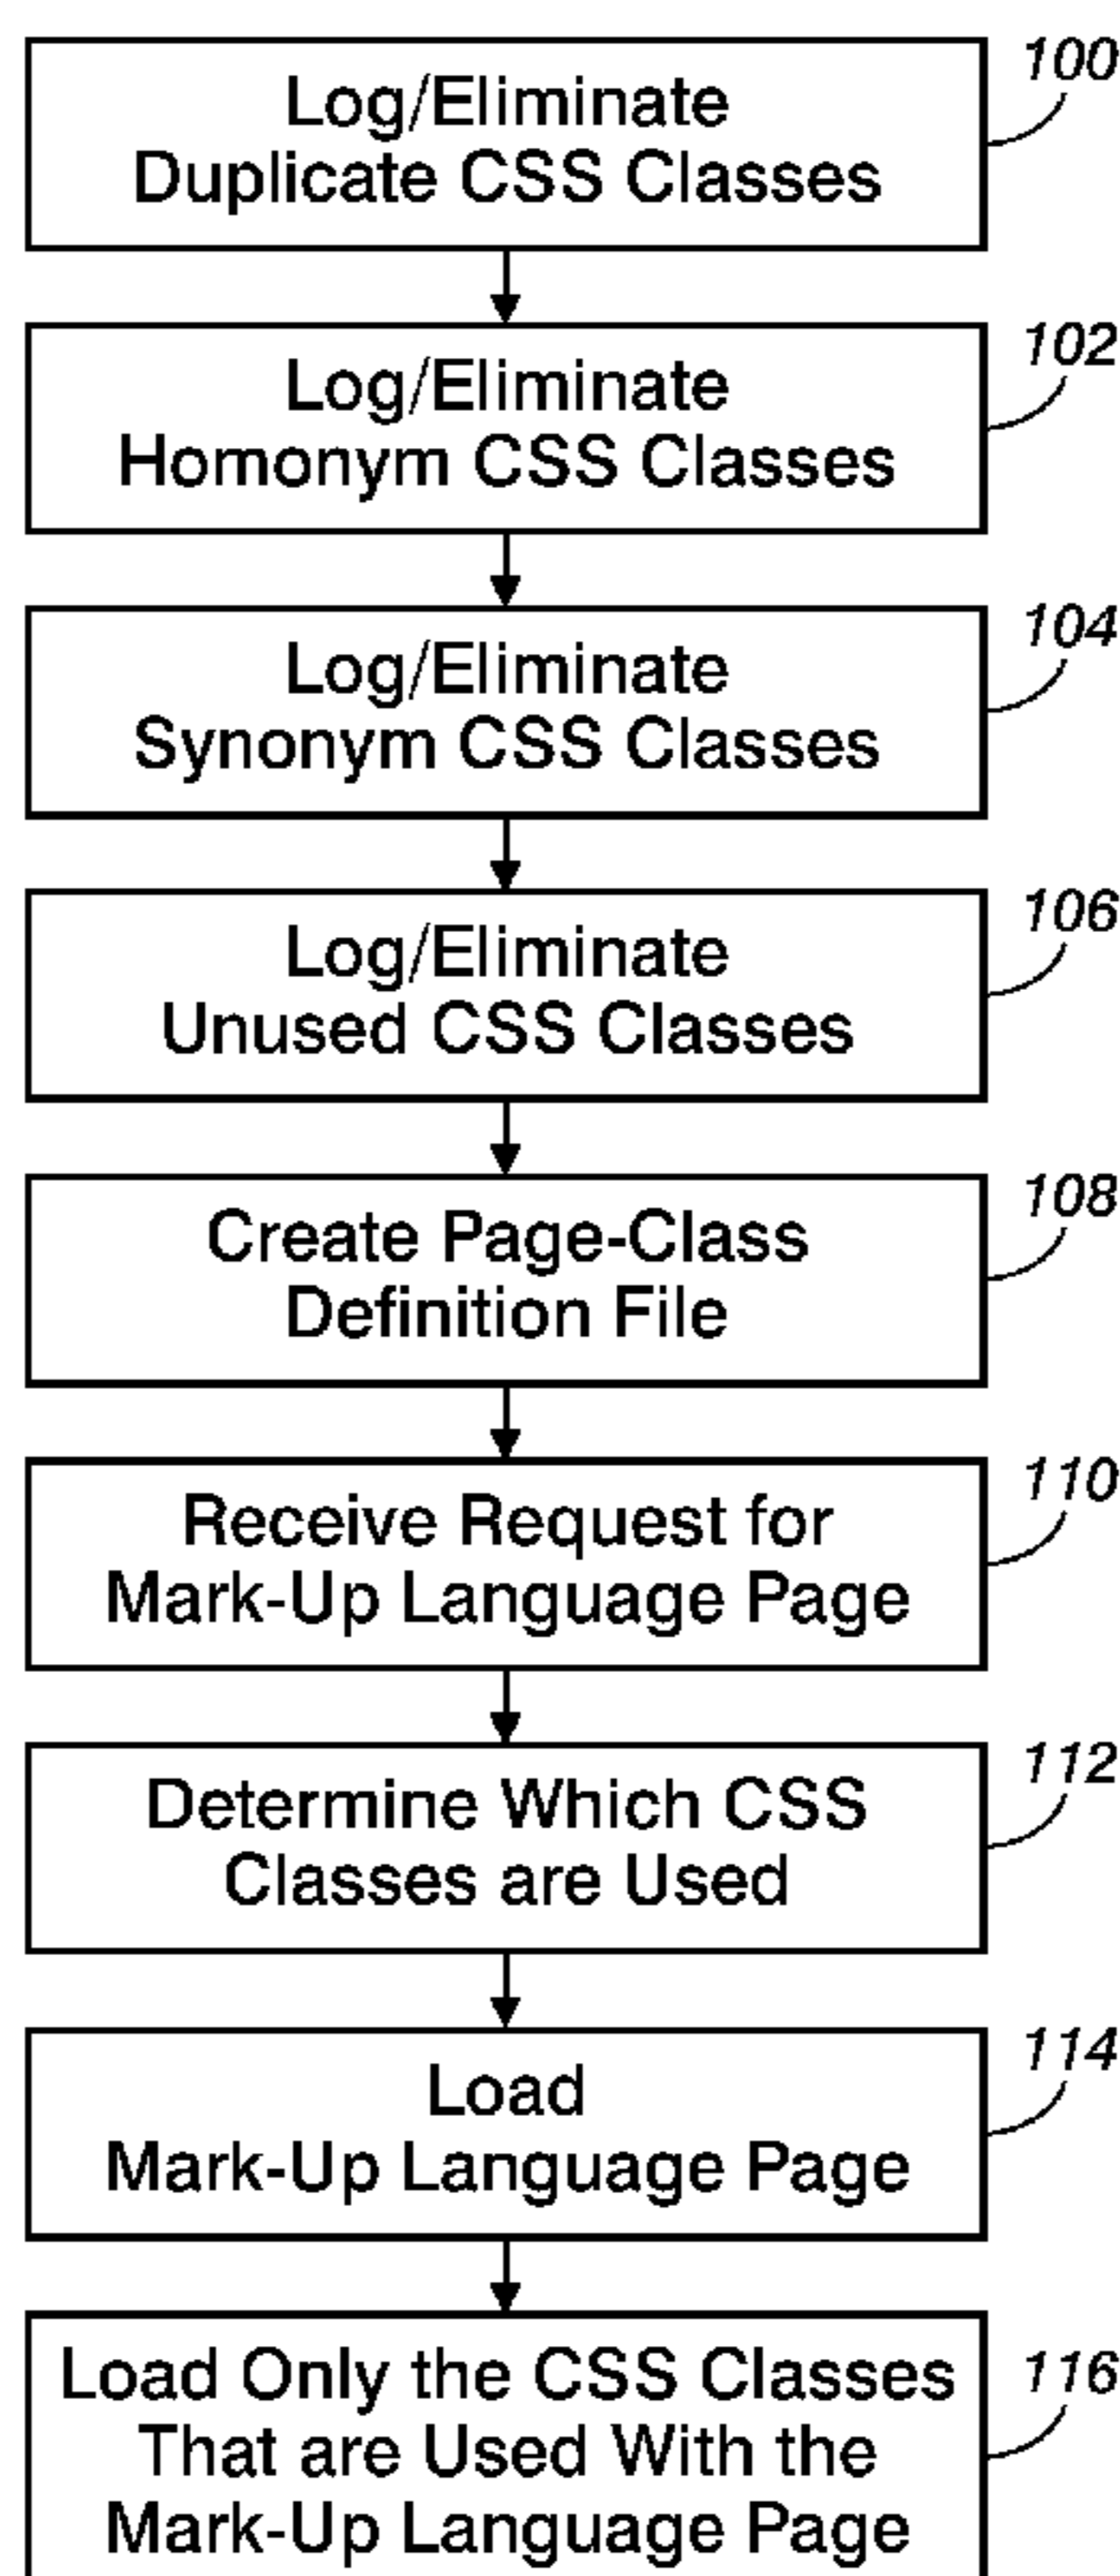 100
Log/Eliminate
Duplicate CSS Classes
102
Log/Eliminate
Homonym CSS Classes
104
Log/Eliminate
Synonym CSS Classes
106
Log/Eliminate
Unused CSS Classes
108
Create Page-Class
Definition File
110
Receive Request for
Mark-Up Language Page
112
Determine Which CSS
Classes are Used
114
Load
Mark-Up Language Page
116
Load Only the CSS Classes
That are Used With the
Mark-Up Language Page